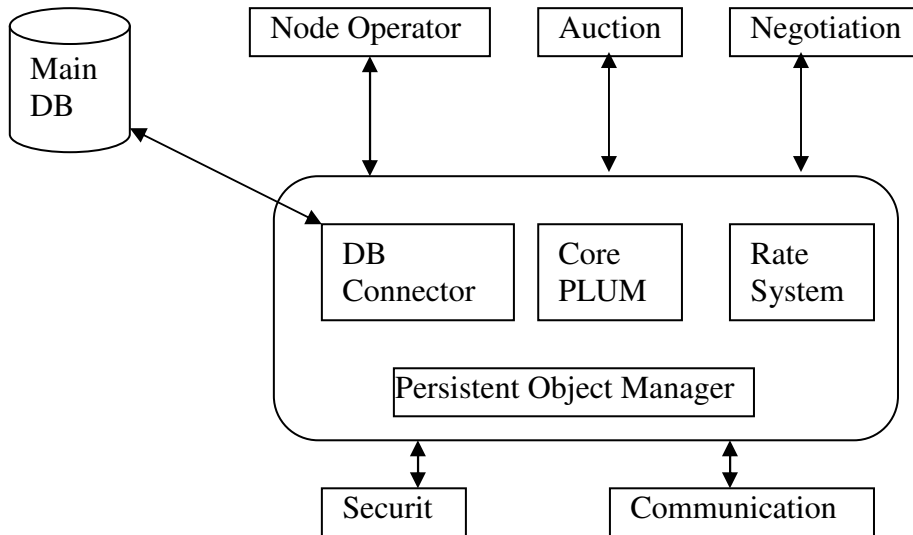 Node Operator
Auction
Negotiation
Main
DB
DB
Connector
Core
PLUM
Rate
System
Persistent Object Manager
Securit
Communication